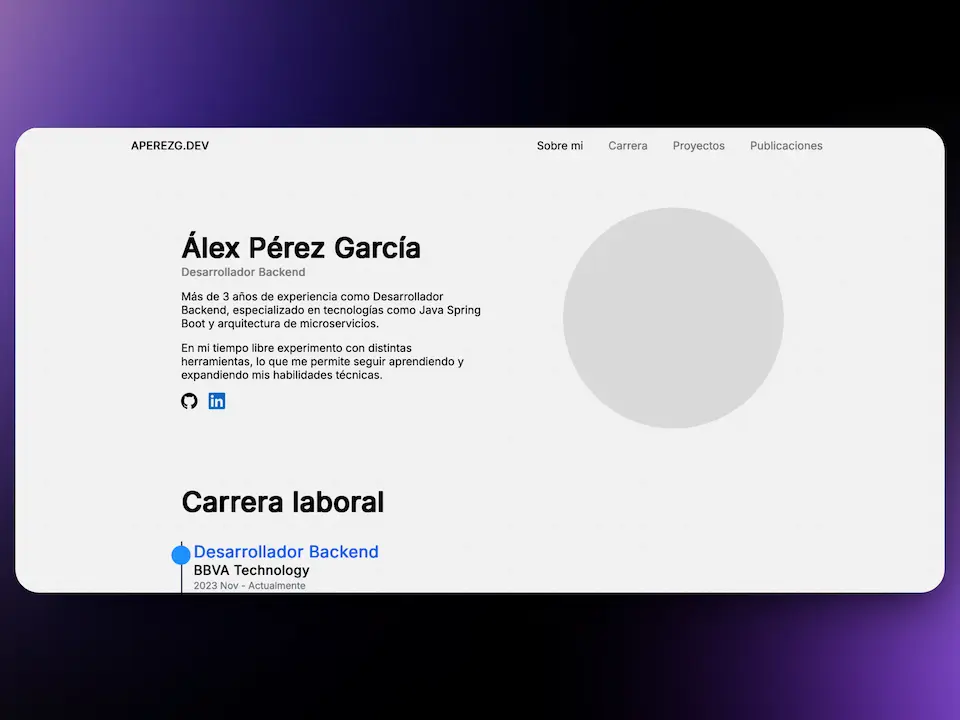 APEREZG.DEV
Sobre mi
Carrera
Proyectos
Publicaciones
Álex Pérez García
Desarrollador Backend
Más de 3 años de experiencia como Desarrollador
Backend, especializado en tecnologías como Java Spring
Boot y arquitectura de microservicios.
En mi tiempo libre experimento con distintas
herramientas, lo que me permite seguir aprendiendo y
expandiendo mis habilidades técnicas.
in
Carrera laboral
Desarrollador Backend
BBVA Technology
2023 Nov - Actualmente